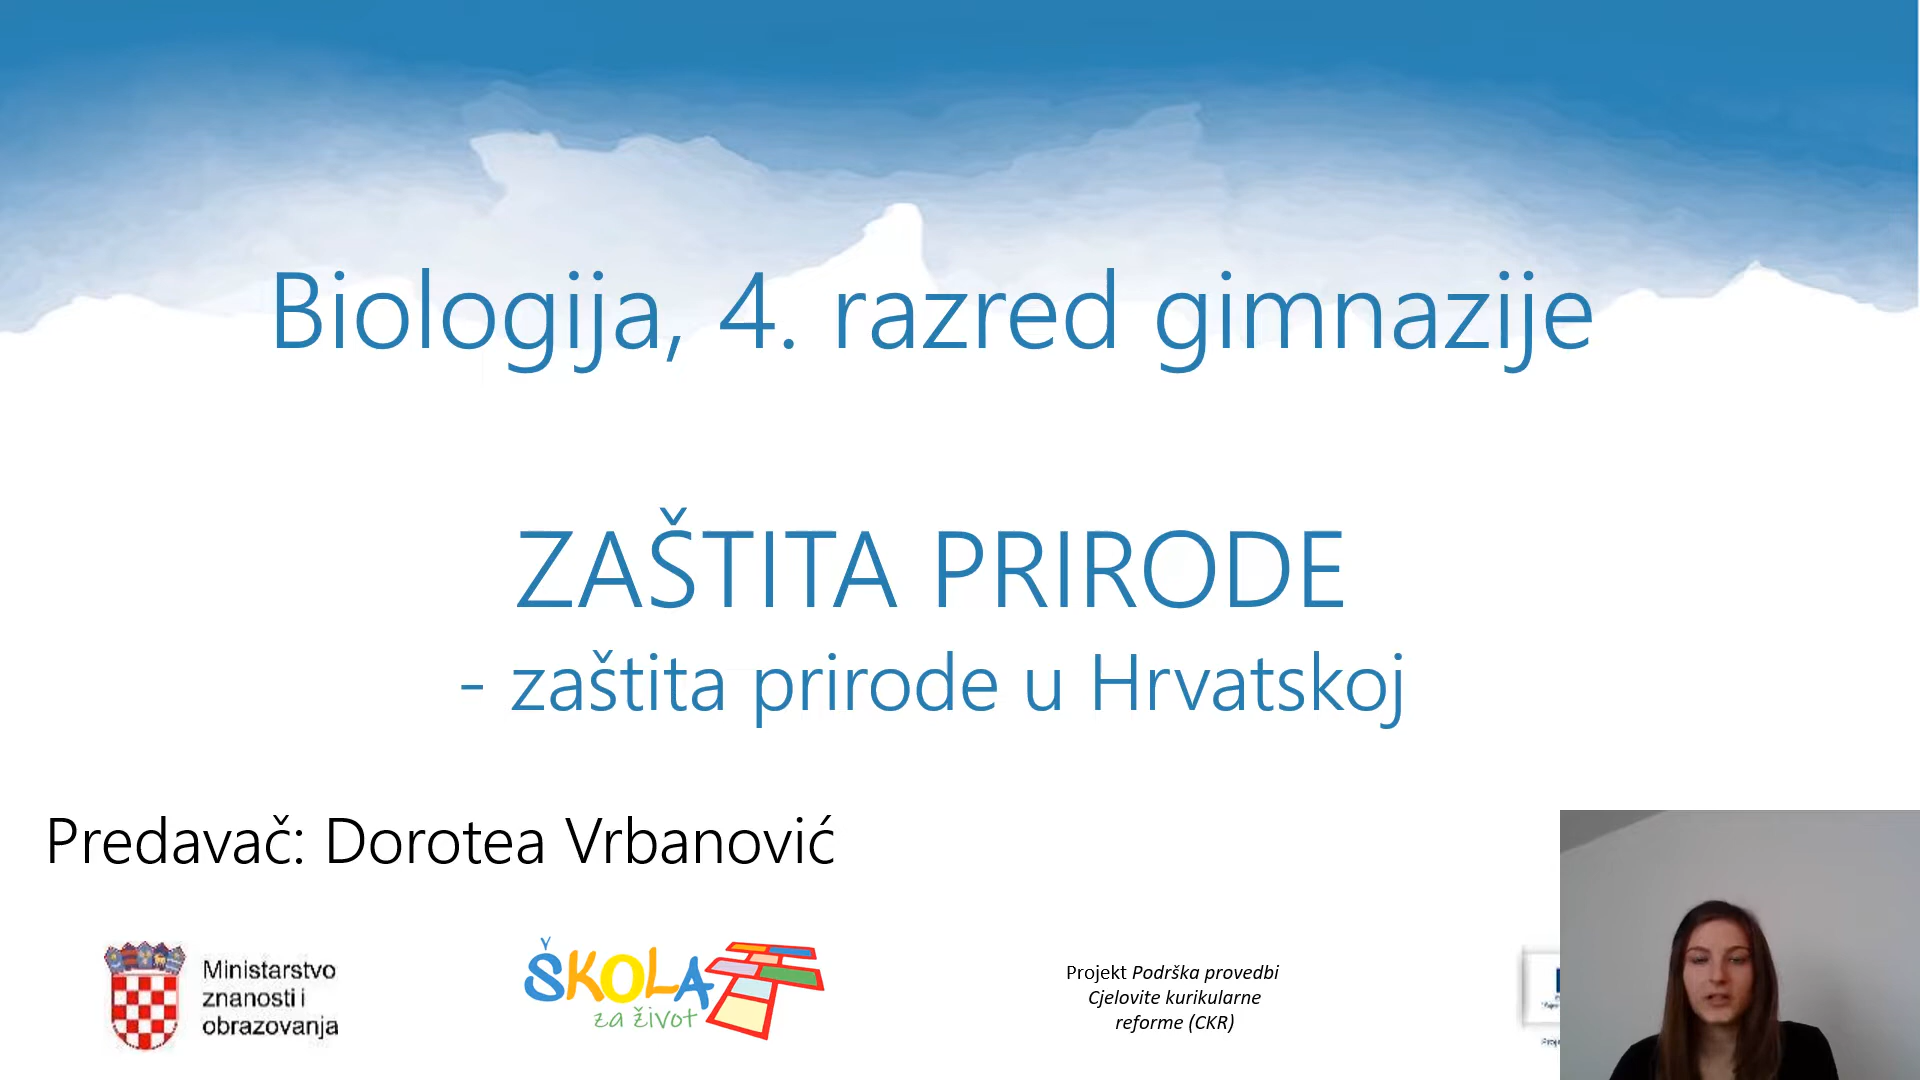 Biologija, 4. razred gimnazije
ZAŠTITA PRIRODE
- zaštita prirode u Hrvatskoj
Predavač: Dorotea Vrbanović
Ministarstvo
znanosti i
obrazovanja
ŠKOLA
za život
Projekt Podrška provedbi
Cjelovite kurikularne
reforme (CKR)